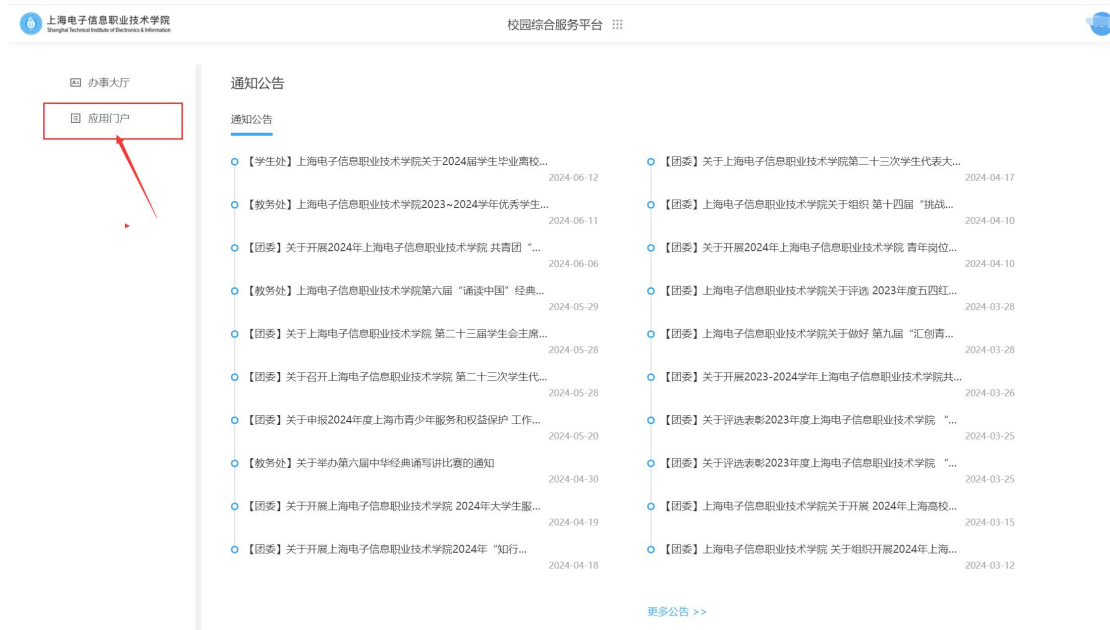 上海电子信息职业技术学院
Shanghai Technical Institute of Electronics & Information
校园综合服务平台
办事大厅
应用门户
通知公告
通知公告
【学生处】上海电子信息职业技术学院关于2024届学生毕业离校...
2024-06-12
【教务处】上海电子信息职业技术学院2023~2024学年优秀学生...
2024-06-11
【团委】关于开展2024年上海电子信息职业技术学院 共青团“...
2024-06-06
【教务处】上海电子信息职业技术学院第六届“诵读中国”经典...
2024-05-29
【团委】关于上海电子信息职业技术学院 第二十三届学生会主席...
2024-05-28
【团委】关于召开上海电子信息职业技术学院 第二十三次学生代...
2024-05-28
【团委】关于申报2024年度上海市青少年服务和权益保护 工作...
2024-05-20
【教务处】关于举办第六届中华经典诵写讲比赛的通知
2024-04-30
【团委】关于开展上海电子信息职业技术学院 2024年大学生服...
2024-04-19
【团委】关于开展上海电子信息职业技术学院2024年“知行...
2024-04-18
【团委】关于上海电子信息职业技术学院第二十三次学生代表大...
2024-04-17
【团委】上海电子信息职业技术学院关于组织 第十四届“挑战...
2024-04-10
【团委】关于开展2024年上海电子信息职业技术学院 青年岗位...
2024-04-10
【团委】上海电子信息职业技术学院关于评选 2023年度五四红...
2024-03-28
【团委】上海电子信息职业技术学院关于做好 第九届“汇创青...
2024-03-28
【团委】关于开展2023-2024学年上海电子信息职业技术学院共...
2024-03-26
【团委】关于评选表彰2023年度上海电子信息职业技术学院 “...
2024-03-25
【团委】关于评选表彰2023年度上海电子信息职业技术学院 “...
2024-03-25
【团委】上海电子信息职业技术学院关于开展 2024年上海高校...
2024-03-15
【团委】上海电子信息职业技术学院 关于组织开展2024年上海...
2024-03-12
更多公告 >>